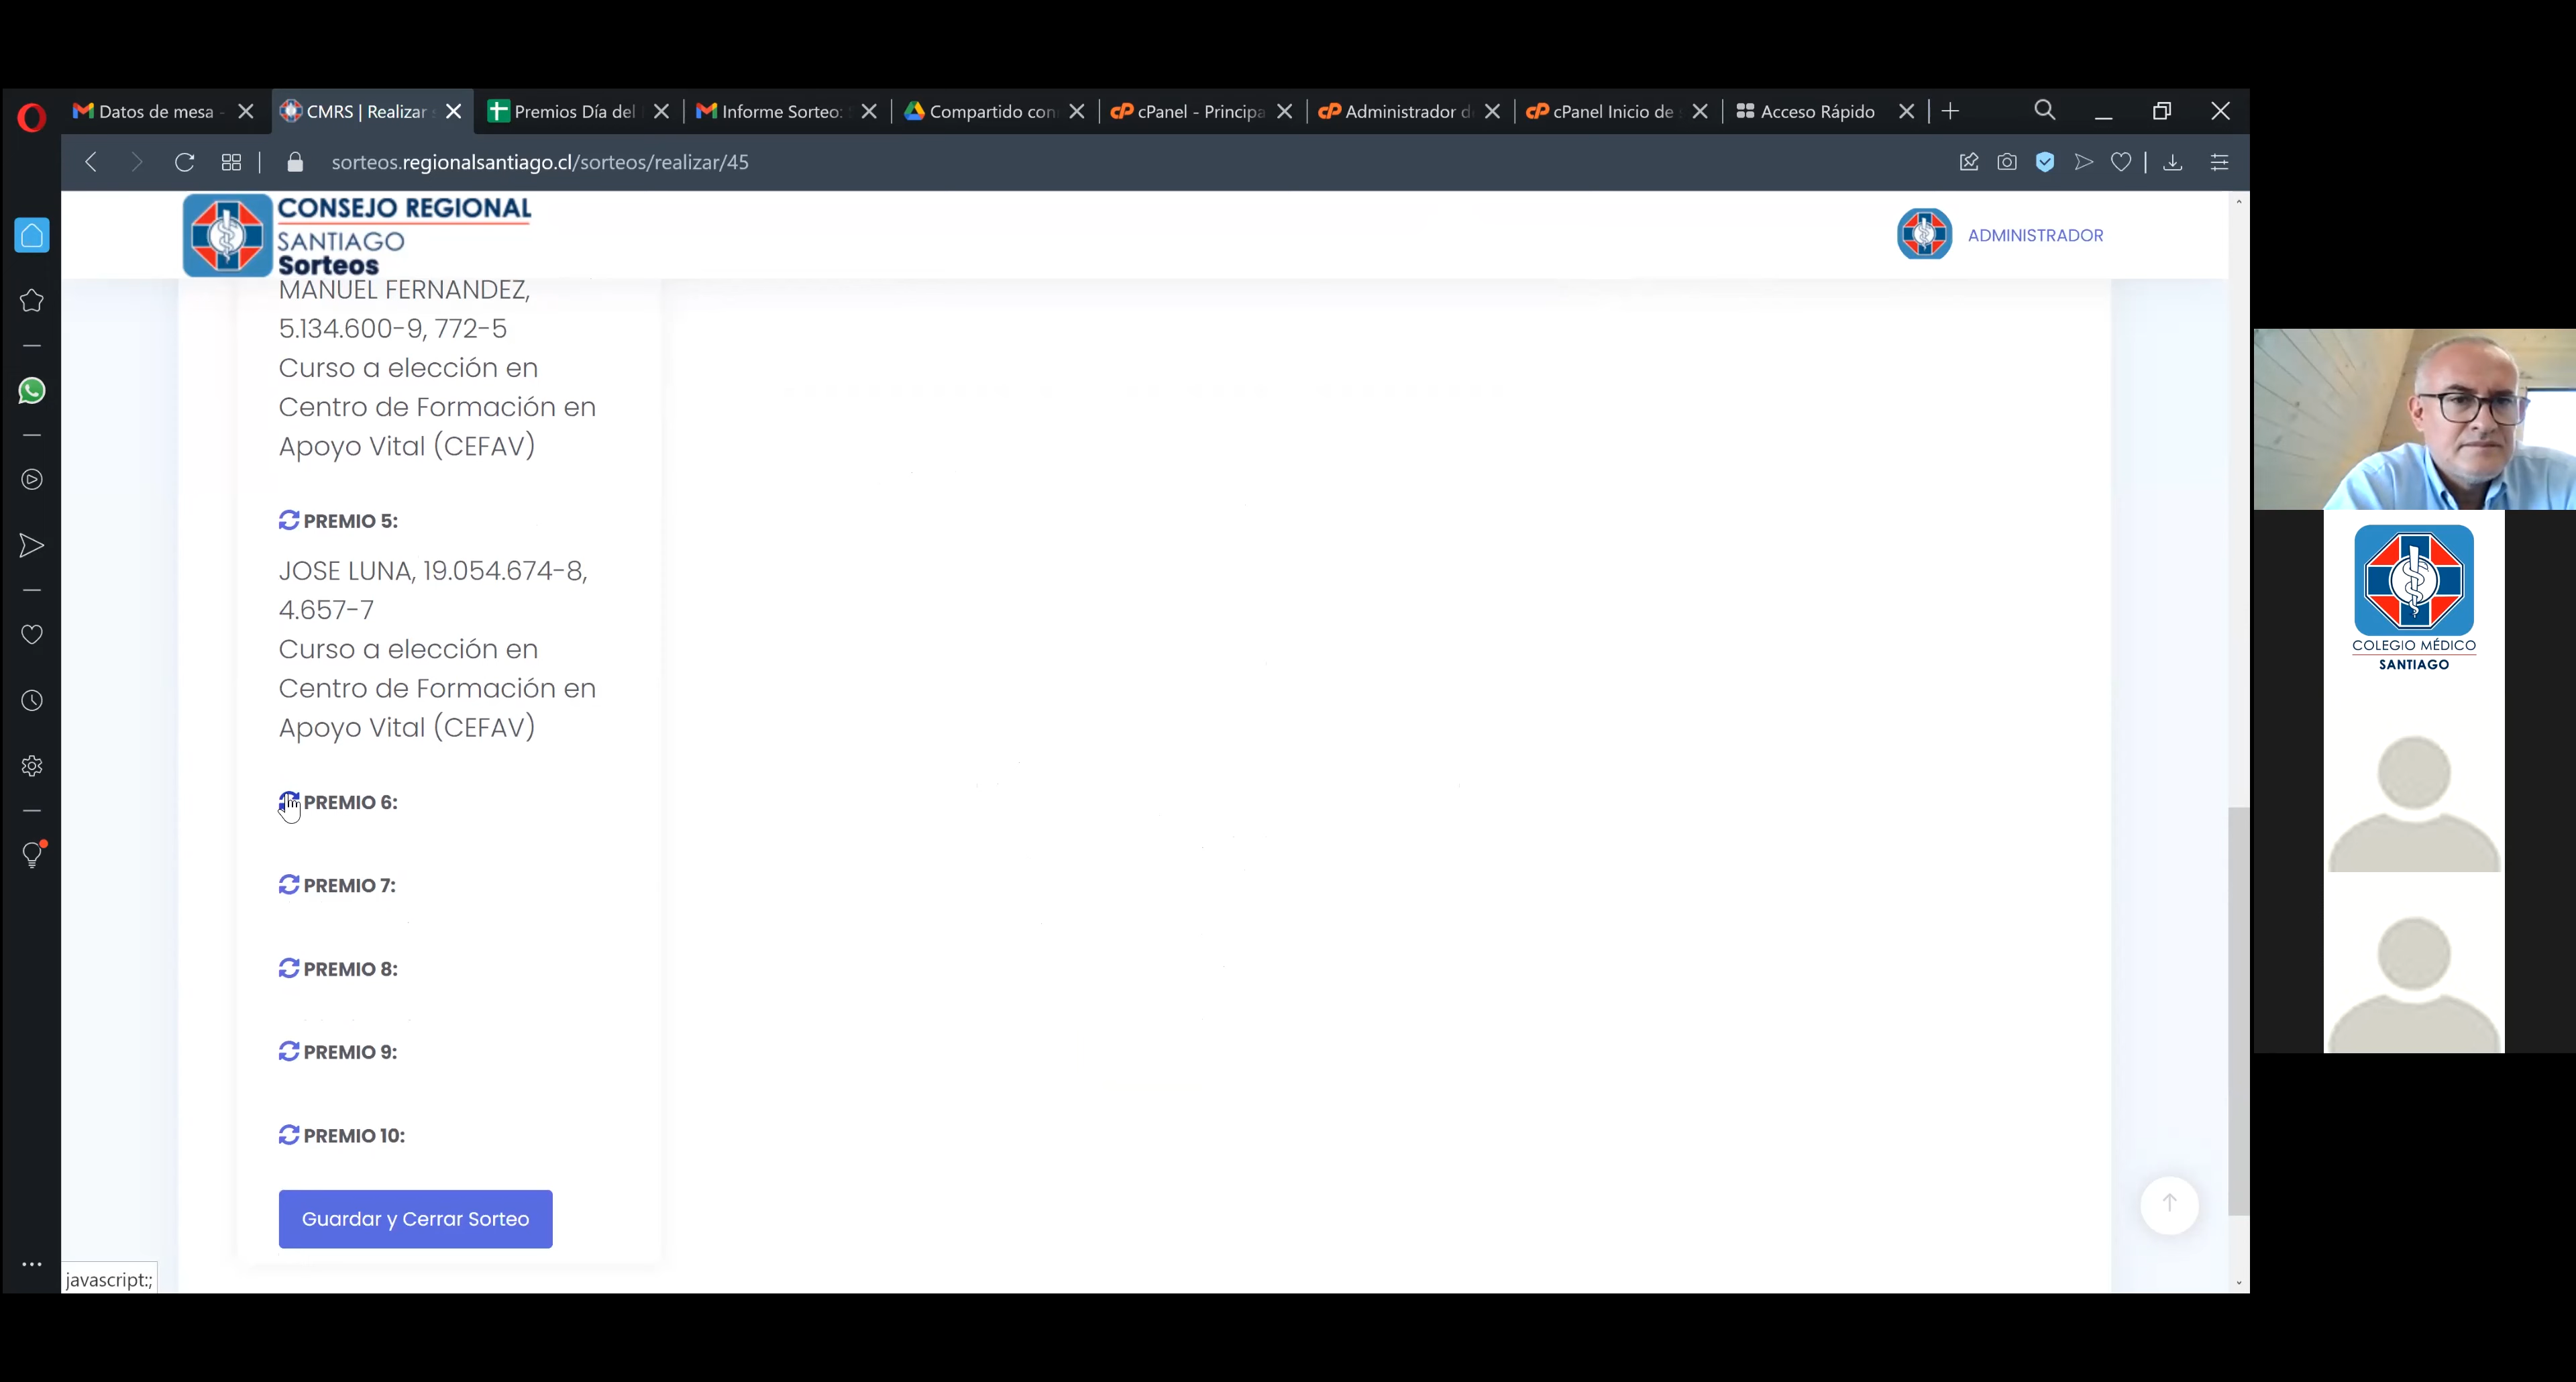 Datos de mesa -
CMRS | Realizar s
Premios Día del
Informe Sorteo:
Compartido con
cPanel - Principa
Administrador d
cPanel Inicio de
Acceso Rápido
sorteos.regionalsantiago.cl/sorteos/realizar/45
CONSEJO REGIONAL
SANTIAGO
Sorteos
ADMINISTRADOR
MANUEL FERNANDEZ,
5.134.600-9, 772-5
Curso a elección en
Centro de Formación en
Apoyo Vital (CEFAV)
PREMIO 5:
JOSE LUNA, 19.054.674-8,
4.657-7
Curso a elección en
Centro de Formación en
Apoyo Vital (CEFAV)
PREMIO 6:
PREMIO 7:
PREMIO 8:
PREMIO 9:
PREMIO 10:
Guardar y Cerrar Sorteo
javascript:;
COLEGIO MÉDICO
SANTIAGO